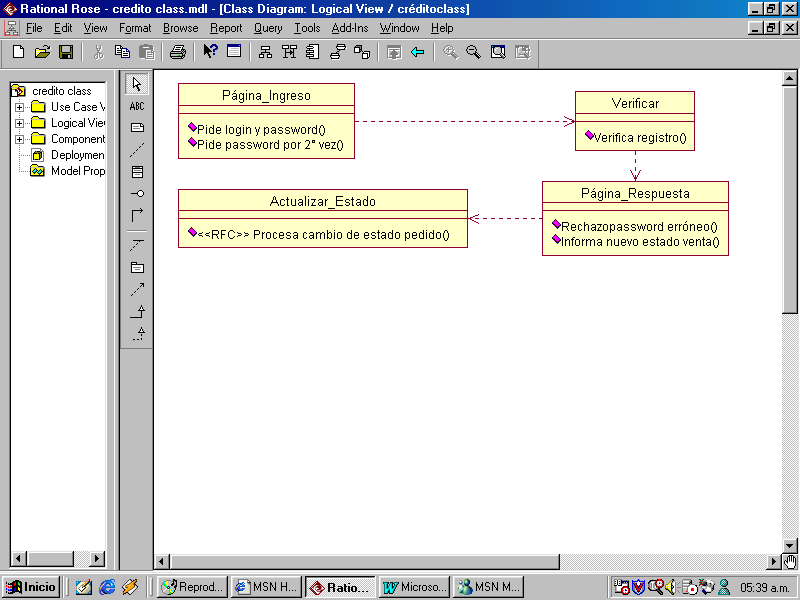 Rational Rose - credito class.mdl - [Class Diagram: Logical View / créditoclass]
File Edit View Format Browse Report Query Tools Add-Ins Window Help
credito class
Use Case V
Logical Vie
Component
Deploymen
Model Prop
ABC
Página_Ingreso
Pide login y password()
Pide password por 2° vez()
Verificar
Verifica registro()
Actualizar_Estado
<<RFC>> Procesa cambio de estado pedido()
Página_Respuesta
Rechazopassword erróneo()
Informa nuevo estado venta()
Inicio Reprod... MSN H... Ratio... Microso... MSN M... 05:39 a.m.